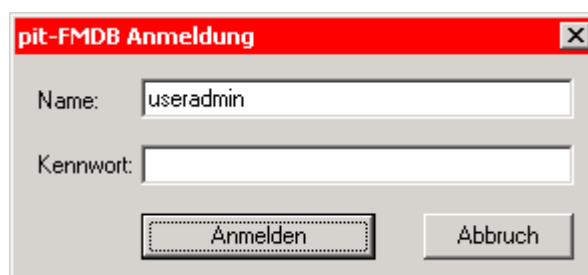 pit-FMDB Anmeldung
Name: useradmin
Kennwort:
Anmelden Abbruch